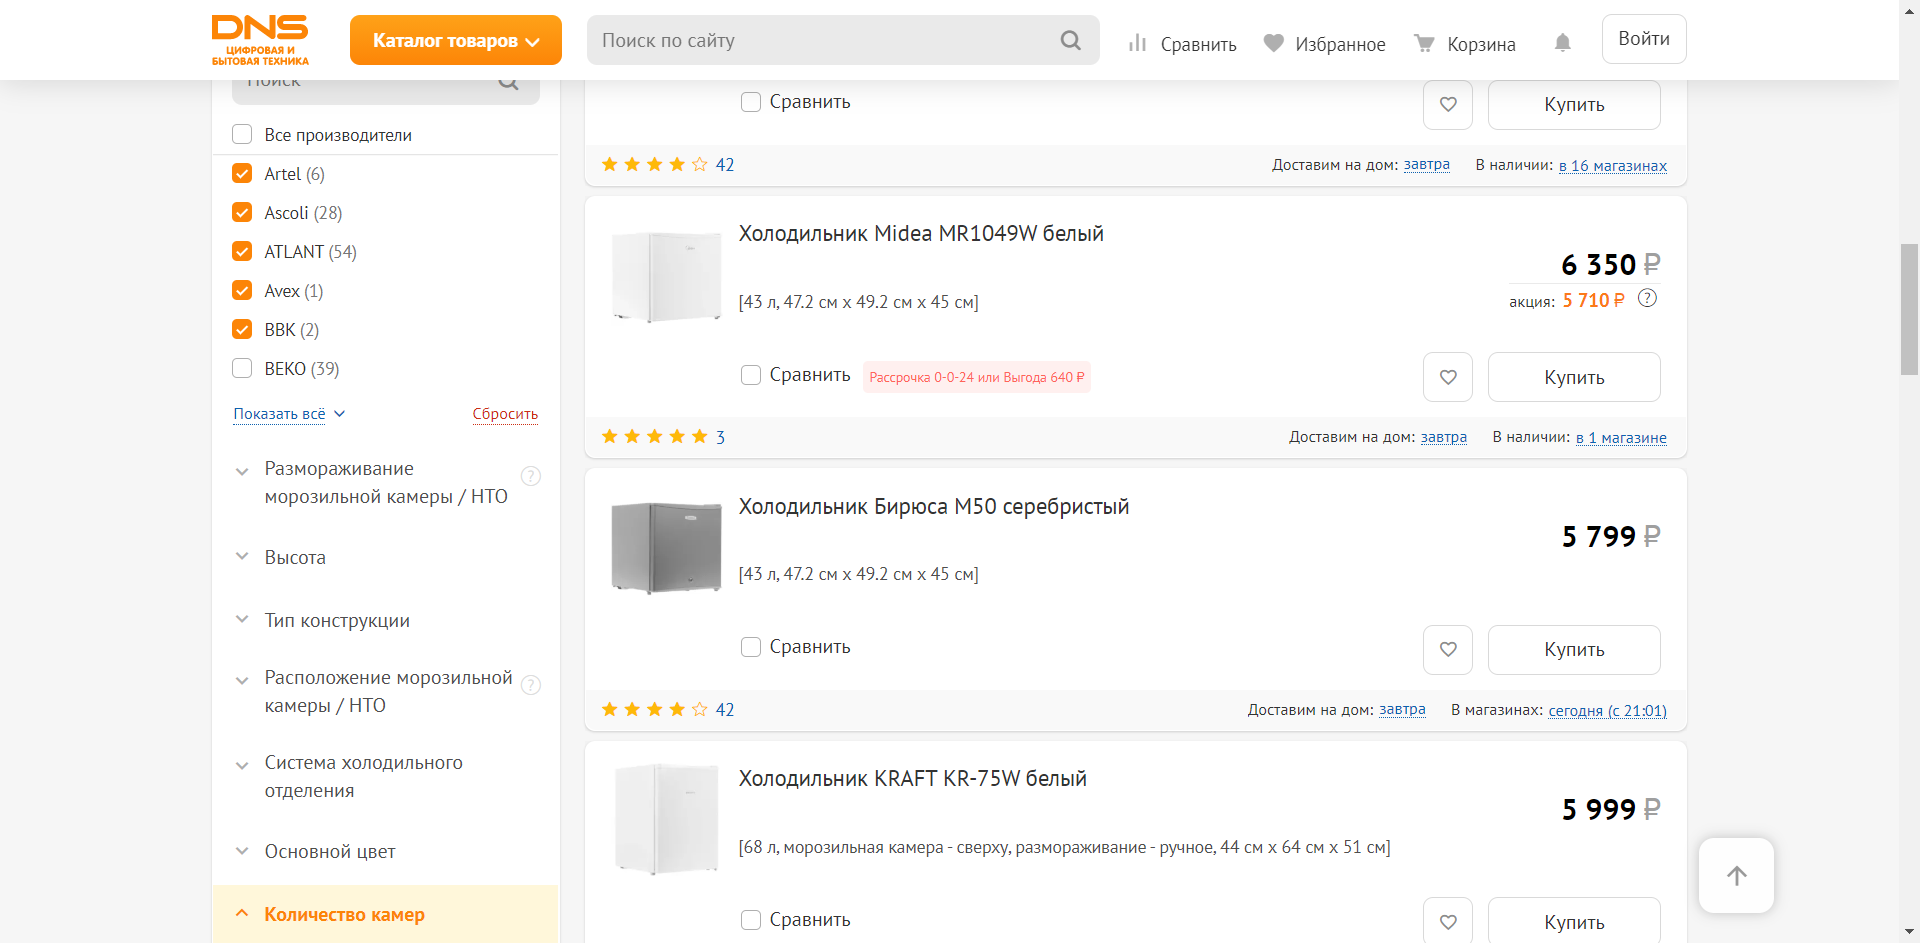 DNS
ЦИФРОВАЯ И
БЫТОВАЯ ТЕХНИКА
Каталог товаров
Поиск по сайту
Сравнить
Избранное
Корзина
Войти
Поиск
Все производители
Artel (6)
Ascoli (28)
ATLANT (54)
Avex (1)
BBK (2)
BEKO (39)
Показать всё
Сбросить
Размораживание
морозильной камеры / НТО
?
Высота
Тип конструкции
Расположение морозильной
камеры / НТО
?
Система холодильного
отделения
Основной цвет
Количество камер
Сравнить
Купить
42
Доставим на дом: завтра
В наличии: в 16 магазинах
Холодильник Midea MR1049W белый
[43 л, 47.2 см x 49.2 см x 45 см]
6 350 ₽
акция: 5 710 ₽ ?
Сравнить
Рассрочка 0-0-24 или Выгода 640 ₽
Купить
3
Доставим на дом: завтра
В наличии: в 1 магазине
Холодильник Бирюса М50 серебристый
[43 л, 47.2 см x 49.2 см x 45 см]
5 799 ₽
Сравнить
Купить
42
Доставим на дом: завтра
В магазинах: сегодня (с 21:01)
Холодильник KRAFT KR-75W белый
[68 л, морозильная камера - сверху, размораживание - ручное, 44 см x 64 см x 51 см]
5 999 ₽
Сравнить
Купить